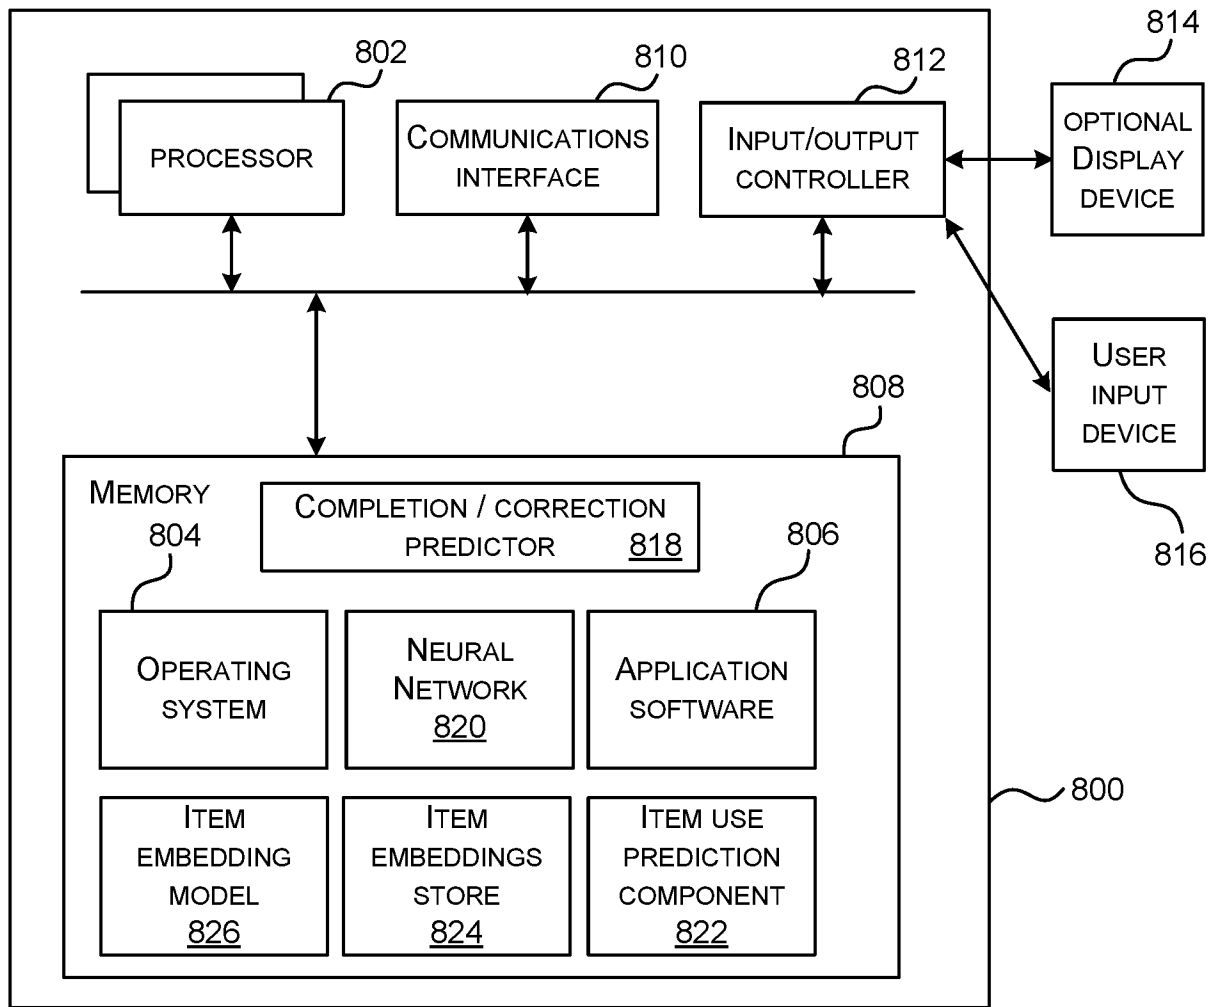 802
810
812
814
PROCESSOR
COMMUNICATIONS
INTERFACE
INPUT/OUTPUT
CONTROLLER
OPTIONAL
DISPLAY
DEVICE
USER
INPUT
DEVICE
816
808
MEMORY
COMPLETION / CORRECTION
PREDICTOR 818
804
806
OPERATING
SYSTEM
NEURAL
NETWORK
820
APPLICATION
SOFTWARE
800
ITEM
EMBEDDING
MODEL
826
ITEM
EMBEDDINGS
STORE
824
ITEM USE
PREDICTION
COMPONENT
822